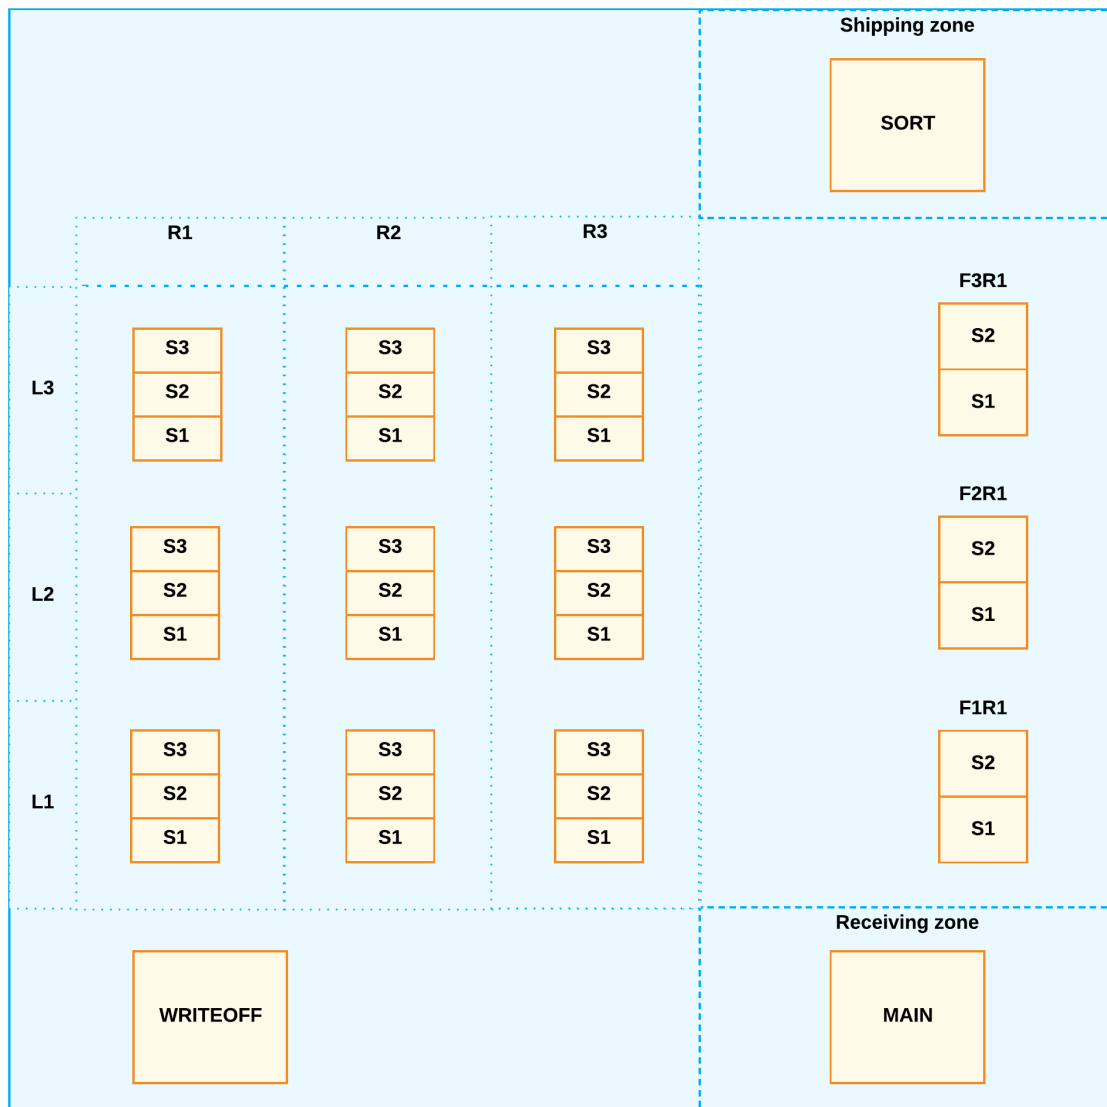 Shipping zone
SORT
R1 R2 R3
F3R1
S3 S3 S3 S2
L3 S2 S2 S2
S1 S1 S1 S1
F2R1
S3 S3 S3 S2
L2 S2 S2 S2
S1 S1 S1 S1
F1R1
S3 S3 S3 S2
L1 S2 S2 S2
S1 S1 S1 S1
Receiving zone
WRITEOFF MAIN